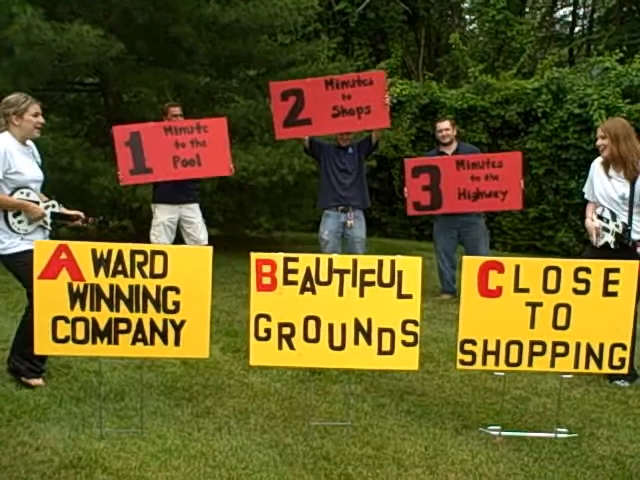 1 Minute
to the
Pool
2 Minutes
to
Shops
3 Minutes
to the
Highway
AWARD
WINNING
COMPANY
BEAUTIFUL
GROUNDS
CLOSE
TO
SHOPPING